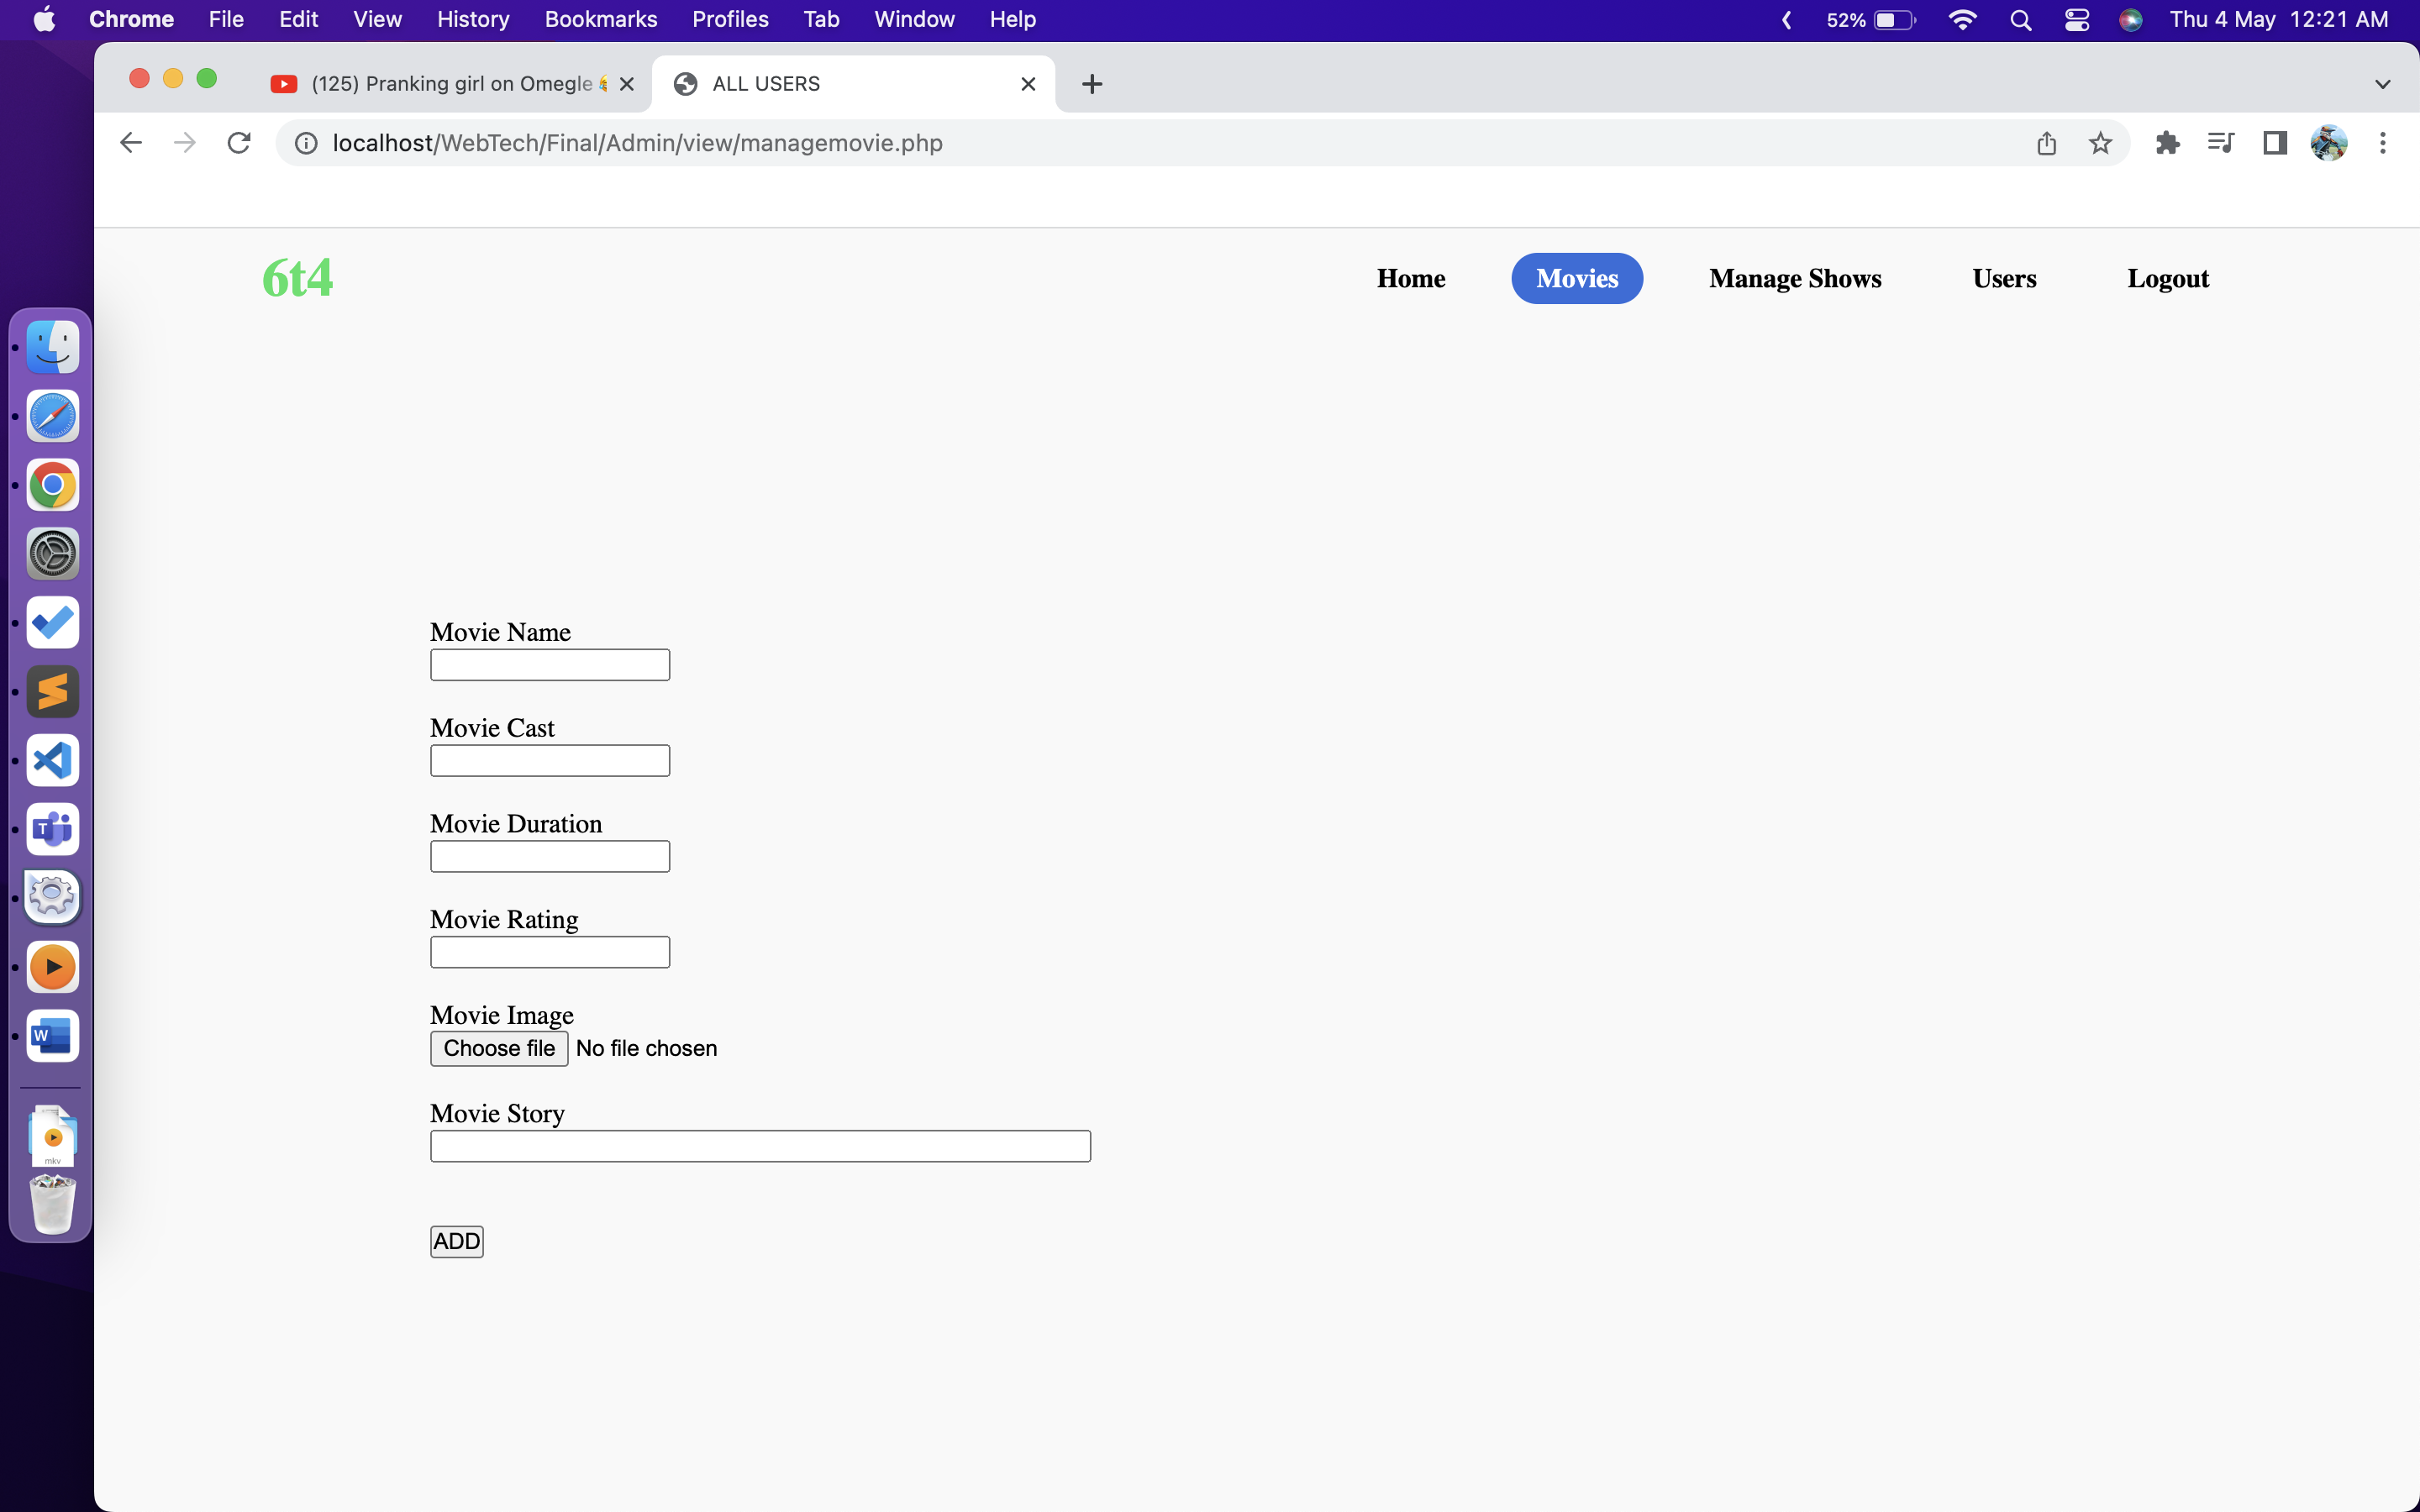 Chrome File Edit View History Bookmarks Profiles Tab Window Help 52% Thu 4 May 12:21 AM
(125) Pranking girl on Omegle ALL USERS
localhost/WebTech/Final/Admin/view/managemovie.php
6t4 Home Movies Manage Shows Users Logout
Movie Name
Movie Cast
Movie Duration
Movie Rating
Movie Image
Choose file No file chosen
Movie Story
ADD
T
W
mkv